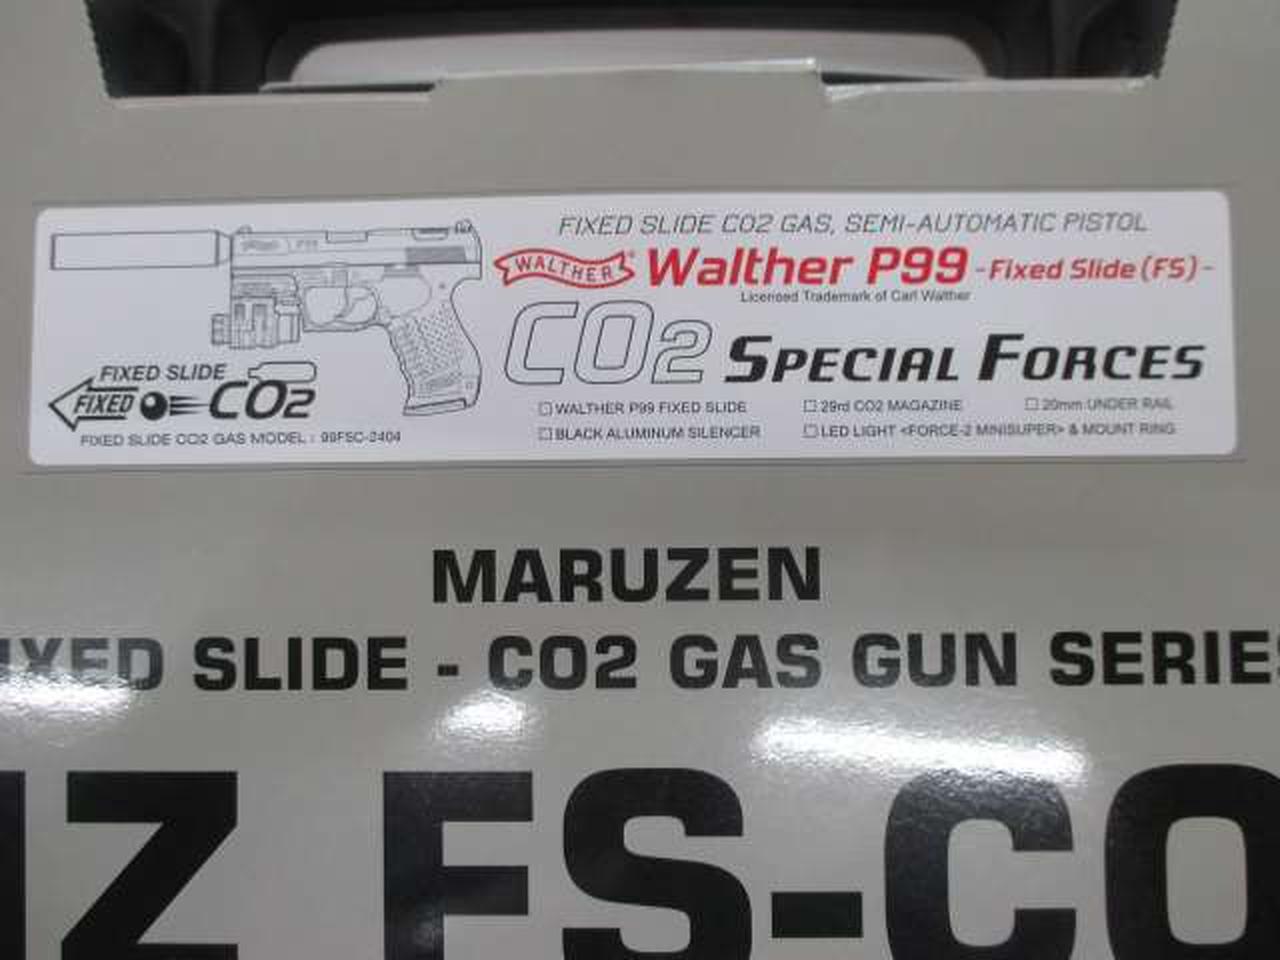 FIXED SLIDE CO2 GAS, SEMI-AUTOMATIC PISTOL
WALTHER® Walther P99 -Fixed Slide (FS)-
Licensed Trademark of Carl Walther
CO2 SPECIAL FORCES
FIXED SLIDE
FIXED CO2
☐ WALTHER P99 FIXED SLIDE ☐ 29rd CO2 MAGAZINE ☐ 20mm UNDER RAIL
☐ BLACK ALUMINUM SILENCER ☐ LED LIGHT <FORCE-2 MINISUPER> & MOUNT RING
FIXED SLIDE CO2 GAS MODEL : 99FSC-2404
MARUZEN
IXED SLIDE - CO2 GAS GUN SERIES
Z FS-CO